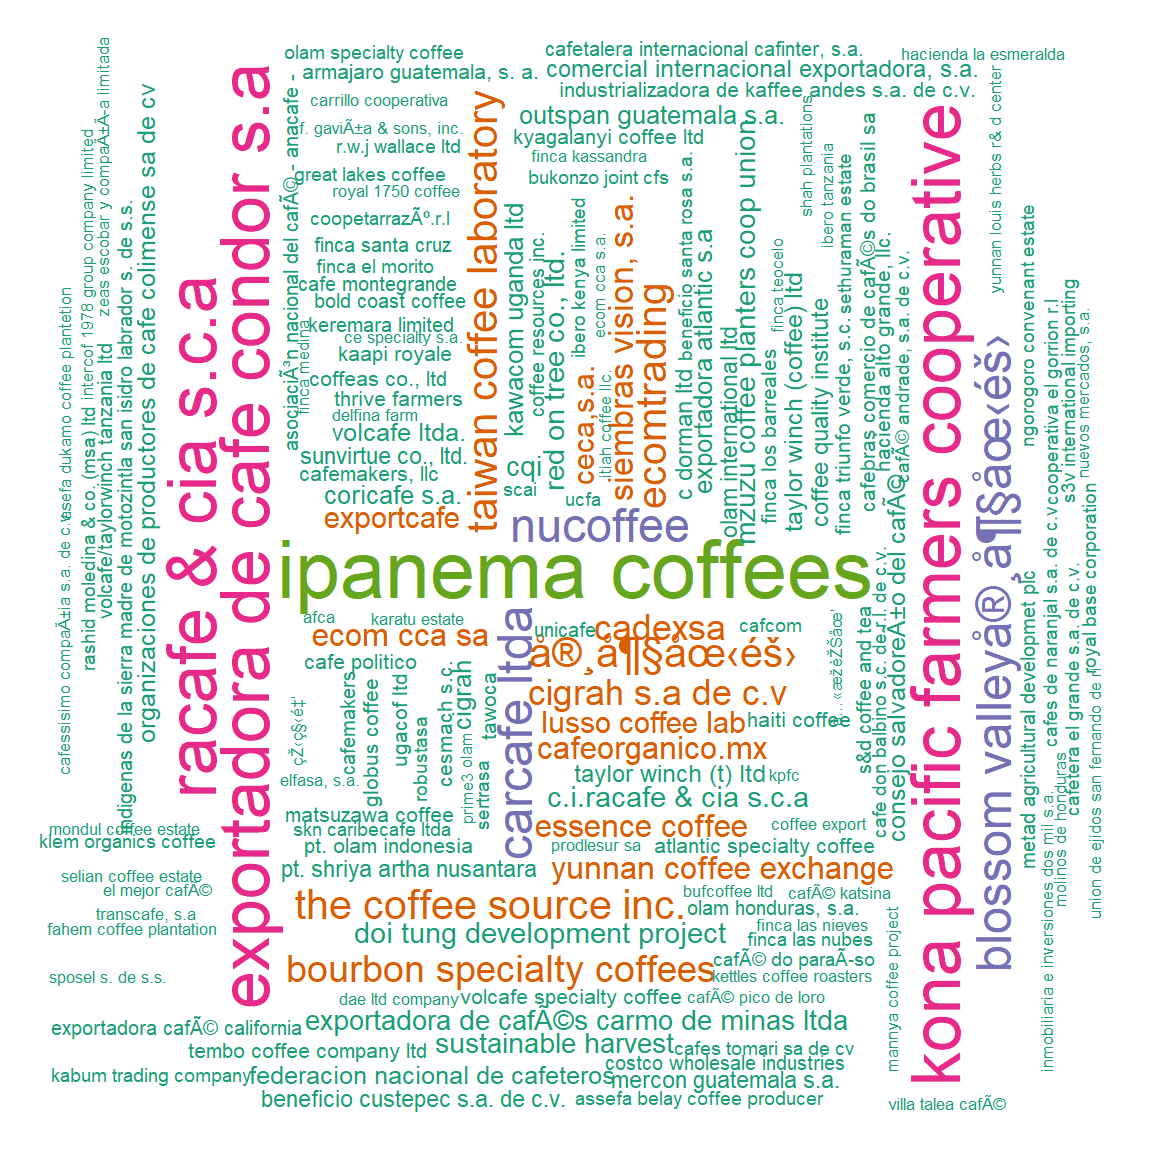 olam specialty coffee
cafetalera internacional cafinter, s.a.
hacienda la esmeralda
armajaro guatemala, s. a.
comercial internacional exportadora, s.a.
industrializadora de kaffee andes s.a. de c.v.
carrillo cooperativa
outspan guatemala s.a.
f. gaviÃ±a & sons, inc.
kyagalanyi coffee ltd
r.w.j wallace ltd
finca kassandra
great lakes coffee
bukonzo joint cfs
royal 1750 coffee
coopetarrazÃº.r.l
finca santa cruz
finca el morito
cafe montegrande
bold coast coffee
keremara limited
ce specialty s.a.
kaapi royale
coffeas co., ltd
thrive farmers
delfina farm
volcafe ltda.
sunvirtue co., ltd.
cafemakers, llc
coricafe s.a.
exportcafe
cqi
scai
ucfa
nucoffee
ipanema coffees
afca
karatu estate
ecom cca sa
unicafe
cadexsa
cafcom
cafe politico
cigrah s.a de c.v
lusso coffee lab
haiti coffee
cafeorganico.mx
elfasa, s.a.
taylor winch (t) ltd
kpfc
c.i.racafe & cia s.c.a
matsuzawa coffee
skn caribecafe ltda
essence coffee
coffee export
pt. olam indonesia
prodlesur sa
atlantic specialty coffee
pt. shriya artha nusantara
yunnan coffee exchange
mondul coffee estate
klem organics coffee
selian coffee estate
el mejor cafÃ©
transcafe, s.a
fahem coffee plantation
sposel s. de s.s.
bufcoffee ltd
cafÃ© katsina
the coffee source inc.
olam honduras, s.a.
finca las nieves
doi tung development project
finca las nubes
cafÃ© do paraÃ­so
bourbon specialty coffees
kettles coffee roasters
dae ltd company
volcafe specialty coffee
cafÃ© pico de loro
exportadora cafÃ© california
exportadora de cafÃ©s carmo de minas ltda
tembo coffee company ltd
sustainable harvest
cafes tomari sa de cv
costco wholesale industries
kabum trading company
federacion nacional de cafeteros
mercon guatemala s.a.
beneficio custepec s.a. de c.v.
assefa belay coffee producer
villa talea cafÃ©
cafessisimo compaÃ±ia s.a. de c.v.
asefa dukamo coffee plantetion
rashid moledina & co. (msa) ltd
intercof 1978 group company limited
volcafe/taylorwinch tanzania ltd
indigenas de la sierra madre de motozintla san isidro labrador s. de s.s.
organizaciones de productores de cafe colimense sa de cv
racafe & cia s.c.a
exportadora de cafe condor s.a
asociaciÃ³n nacional del cafÃ© - anacafe -
finca medina
cafemakers
globus coffee
ugacof ltd
robustasa
cesmach s.c.
cigrah
prime3 olam
sertrasa
tawoca
taiwan coffee laboratory
carcafe ltda
kawacom uganda ltd
coffee resources inc.
red on tree co., ltd.
ibero kenya limited
ceca,s.a.
ecom cca s.a.
itiah coffee llc.
siembras vision, s.a.
ecomtrading
c dorman ltd
beneficio santa rosa s.a.
exportadora atlantic s.a
olam international ltd
mzuzu coffee planters coop union
finca los barreales
finca teocelo
taylor winch (coffee) ltd
shah plantations
coffee quality institute
ibero tanzania
finca triunfo verde, s.c.
sethuraman estate
cafebras comercio de cafÃ©s do brasil sa
hacienda alto grande, llc.
cafÃ© andrade, s.a. de c.v.
s&d coffee and tea
cafe don balbino s.c. de r.l. de c.v.
consejo salvadoreÃ±o del cafÃ©
mannya coffee project
kona pacific farmers cooperative
yunnan louis herbs r& d center
ngorogoro convenant estate
metad agricultural developmet plc
cooperativa el gorrion r.l
cafes de naranjal s.a. de c.v
inmobiliaria e inversiones dos mil s.a.
molinos de honduras
s3v international importing
cafetera el grande s.a. de c.v.
nuevos mercados, s.a.
royal base corporation
union de ejidos san fernando de ri